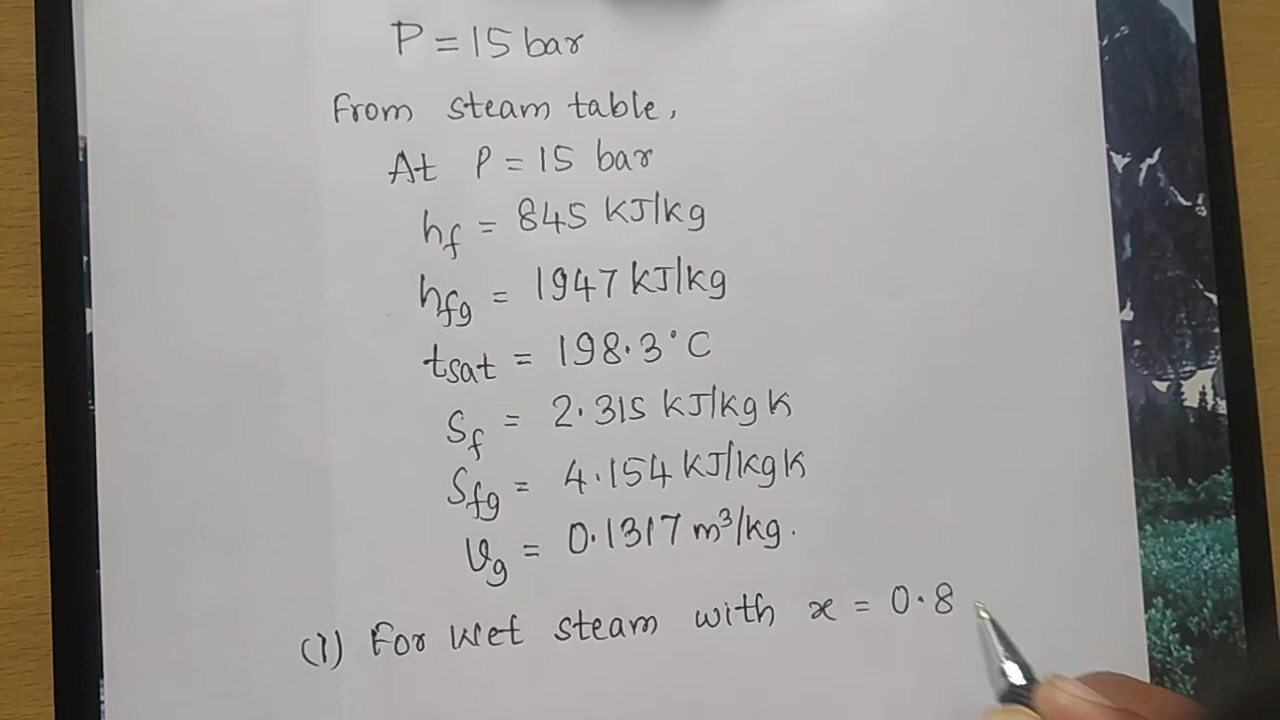 P = 15 bar
From steam table,
At P = 15 bar
hf = 845 KJ/kg
hfg = 1947 KJ/kg
tsat = 198.3°C
Sf = 2.315 KJ/kg K
Sfg = 4.154 KJ/kg K
vg = 0.1317 m³/kg.
(1) For wet steam with x = 0.8